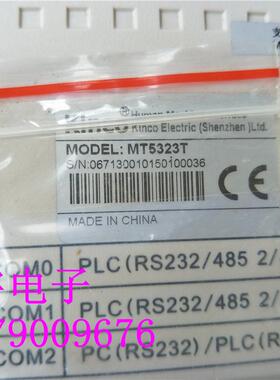 Kinco Electric (Shenzhen) Ltd.
MODEL: MT5323T
S/N:067130010150100036
MADE IN CHINA
COM0 PLC(RS232/485 2/
COM1 PLC(RS232/485 2/
电子
79009676
COM2 PC(RS232)/PLC(R